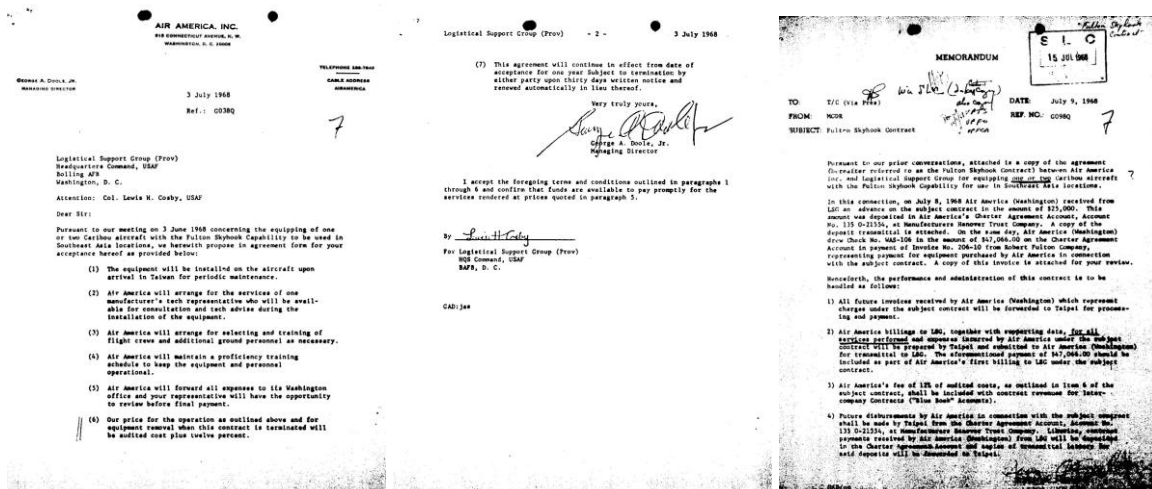 AIR AMERICA, INC.
815 CONNECTICUT AVENUE, N. W.
WASHINGTON, D. C. 20006
GEORGE A. DOOLE, JR.
MANAGING DIRECTOR
TELEPHONE
CABLE ADDRESS
AIRAMERICA
3 July 1968
Ref.: G038Q
7
Logistical Support Group (Prov)
Headquarters Command, USAF
Bolling AFB
Washington, D. C.
Attention: Col. Lewis H. Cosby, USAF
Dear Sir:
Pursuant to our meeting on 3 June 1968 concerning the equipping of one
or two Caribou aircraft with the Fulton Skyhook Capability to be used in
Southeast Asia locations, we herewith propose in agreement form for your
acceptance hereof as provided below:
(1) The equipment will be installed on the aircraft upon
arrival in Taiwan for periodic maintenance.
(2) Air America will arrange for the services of one
manufacturer's tech representative who will be avail-
able for consultation and tech advise during the
installation of the equipment.
(3) Air America will arrange for selecting and training of
flight crews and additional ground personnel as necessary.
(4) Air America will maintain a proficiency training
schedule to keep the equipment and personnel
operational.
(5) Air America will forward all expenses to its Washington
office and your representative will have the opportunity
to review before final payment.
(6) Our price for the operation as outlined above and for
equipment removal when this contract is terminated will
be audited cost plus twelve percent.
Logistical Support Group (Prov) - 2 - 3 July 1968
(7) This agreement will continue in effect from date of
acceptance for one year Subject to termination by
either party upon thirty days written notice and
renewed automatically in lieu thereof.
Very truly yours,
George A. Doole, Jr.
Managing Director
I accept the foregoing terms and conditions outlined in paragraphs 1
through 6 and confirm that funds are available to pay promptly for the
services rendered at prices quoted in paragraph 5.
By Lewis H Cosby
For Logistical Support Group (Prov)
HQS Command, USAF
BAFB, D. C.
GAD:jas
"Fulton Skyhook
Contract"
S L C
15 JUL 1968
MEMORANDUM
TO: T/C (Via Pres)
DATE: July 9, 1968
FROM: MCDR
REF. NO.: G098Q
7
SUBJECT: Fulton Skyhook Contract
Pursuant to our prior conversations, attached is a copy of the agreement
(hereafter referred to as the Fulton Skyhook Contract) between Air America
Inc. and Logistical Support Group for equipping one or two Caribou aircraft
with the Fulton Skyhook Capability for use in Southeast Asia locations.
?
In this connection, on July 8, 1968 Air America (Washington) received from
LSG an advance on the subject contract in the amount of $25,000. This
amount was deposited in Air America's Charter Agreement Account, Account
No. 135 0-21554, at Manufacturers Hanover Trust Company. A copy of the
deposit transmittal is attached. On the same day, Air America (Washington)
drew Check No. WAS-106 in the amount of $47,066.00 on the Charter Agreement
Account in payment of Invoice No. 206-10 from Robert Fulton Company,
representing payment for equipment purchased by Air America in connection
with the subject contract. A copy of this invoice is attached for your review.
Henceforth, the performance and administration of this contract is to be
handled as follows:
1) All future invoices received by Air America (Washington) which represent
charges under the subject contract will be forwarded to Taipei for process-
ing and payment.
2) Air America billings to LSG, together with supporting data, for all
services performed and expenses incurred by Air America under the subject
contract will be prepared by Taipei and submitted to Air America (Washington)
for transmittal to LSG. The aforementioned payment of $47,066.00 should be
included as part of Air America's first billing to LSG under the subject
contract.
3) Air America's fee of 12% of audited costs, as outlined in Item 6 of the
subject contract, shall be included with contract revenues for Inter-
company Contracts ("Blue Book" Accounts).
4) Future disbursements by Air America in connection with the subject contract
shall be made by Taipei from the Charter Agreement Account, Account No.
135 0-21554, at Manufacturers Hanover Trust Company. Likewise, contract
payments received by Air America (Washington) from LSG will be deposited
in the Charter Agreement Account and copies of transmittal letters for
said deposits will be forwarded to Taipei.